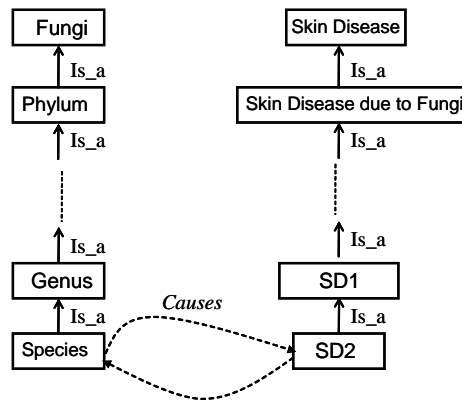 Fungi
Skin Disease
Is_a
Is_a
Phylum
Skin Disease due to Fungi
Is_a
Is_a
Is_a
Is_a
Genus
SD1
Causes
Is_a
Is_a
Species
SD2